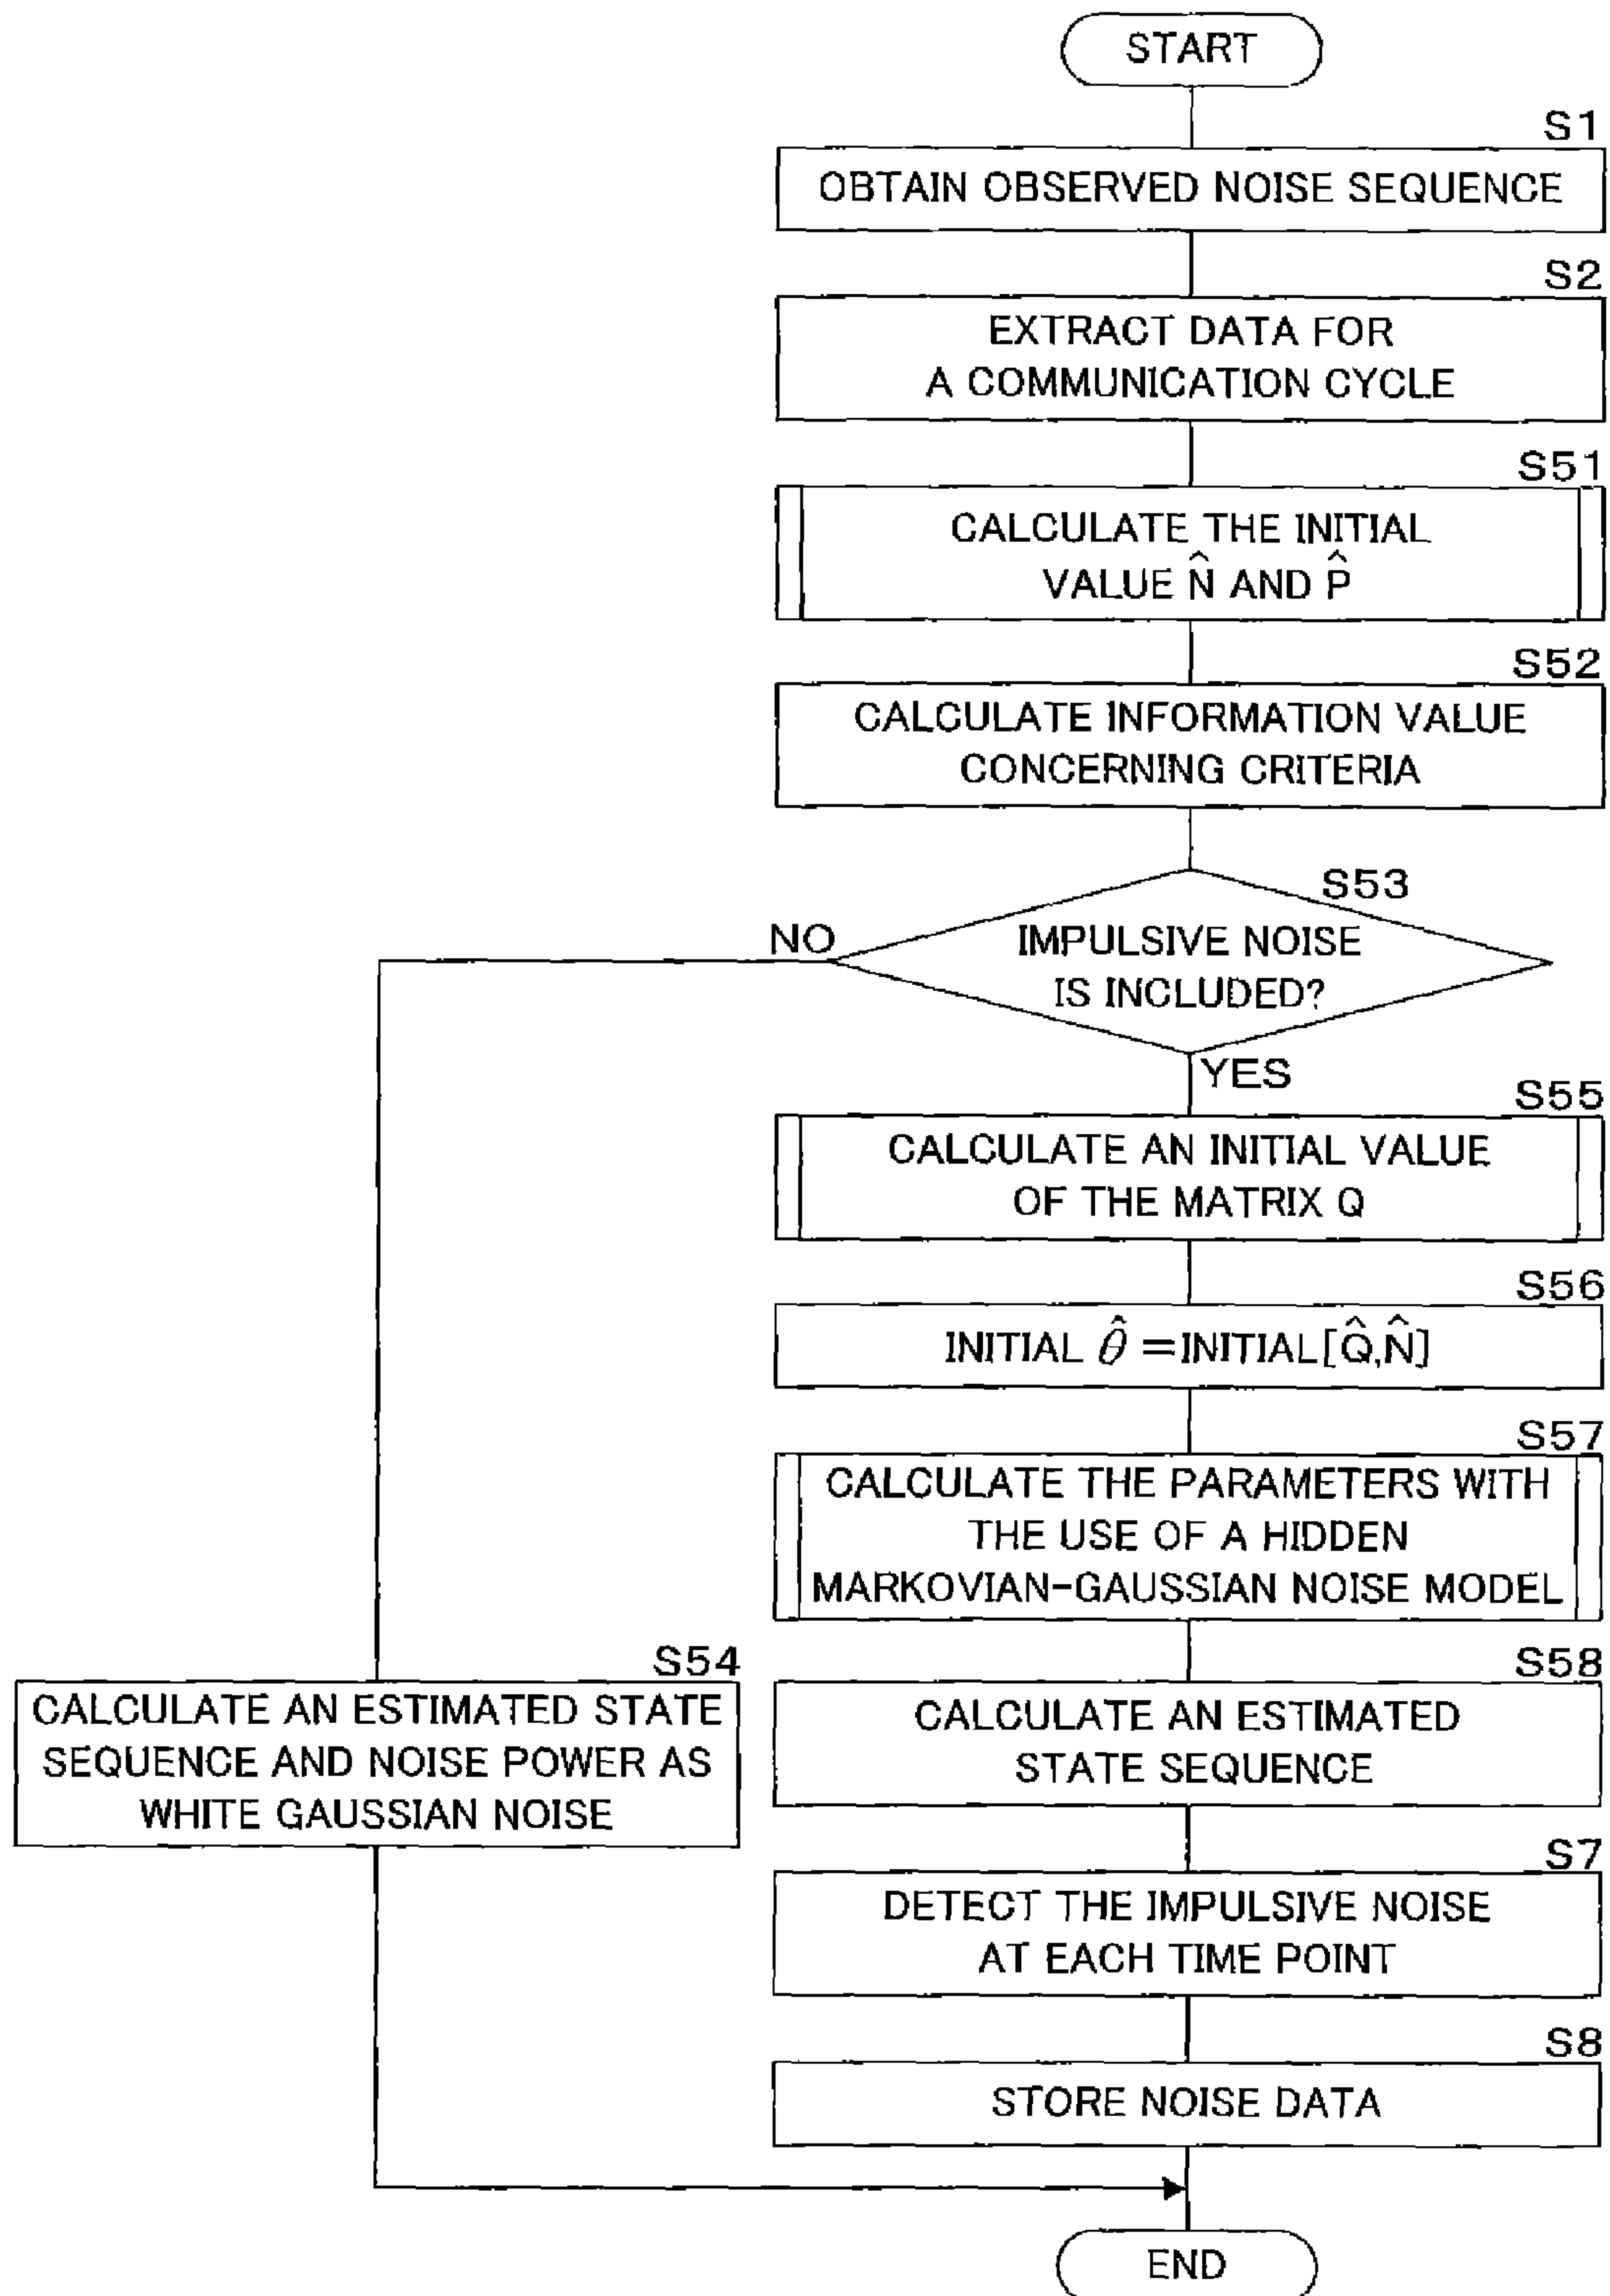 START
S1
OBTAIN OBSERVED NOISE SEQUENCE
S2
EXTRACT DATA FOR
A COMMUNICATION CYCLE
S51
CALCULATE THE INITIAL
VALUE N̂ AND P̂
S52
CALCULATE INFORMATION VALUE
CONCERNING CRITERIA
S53
NO
IMPULSIVE NOISE
IS INCLUDED?
YES
S55
CALCULATE AN INITIAL VALUE
OF THE MATRIX Q
S56
INITIAL θ̂ =INITIAL[Q̂,N̂]
S57
CALCULATE THE PARAMETERS WITH
THE USE OF A HIDDEN
MARKOVIAN-GAUSSIAN NOISE MODEL
S54
CALCULATE AN ESTIMATED STATE
SEQUENCE AND NOISE POWER AS
WHITE GAUSSIAN NOISE
S58
CALCULATE AN ESTIMATED
STATE SEQUENCE
S7
DETECT THE IMPULSIVE NOISE
AT EACH TIME POINT
S8
STORE NOISE DATA
END